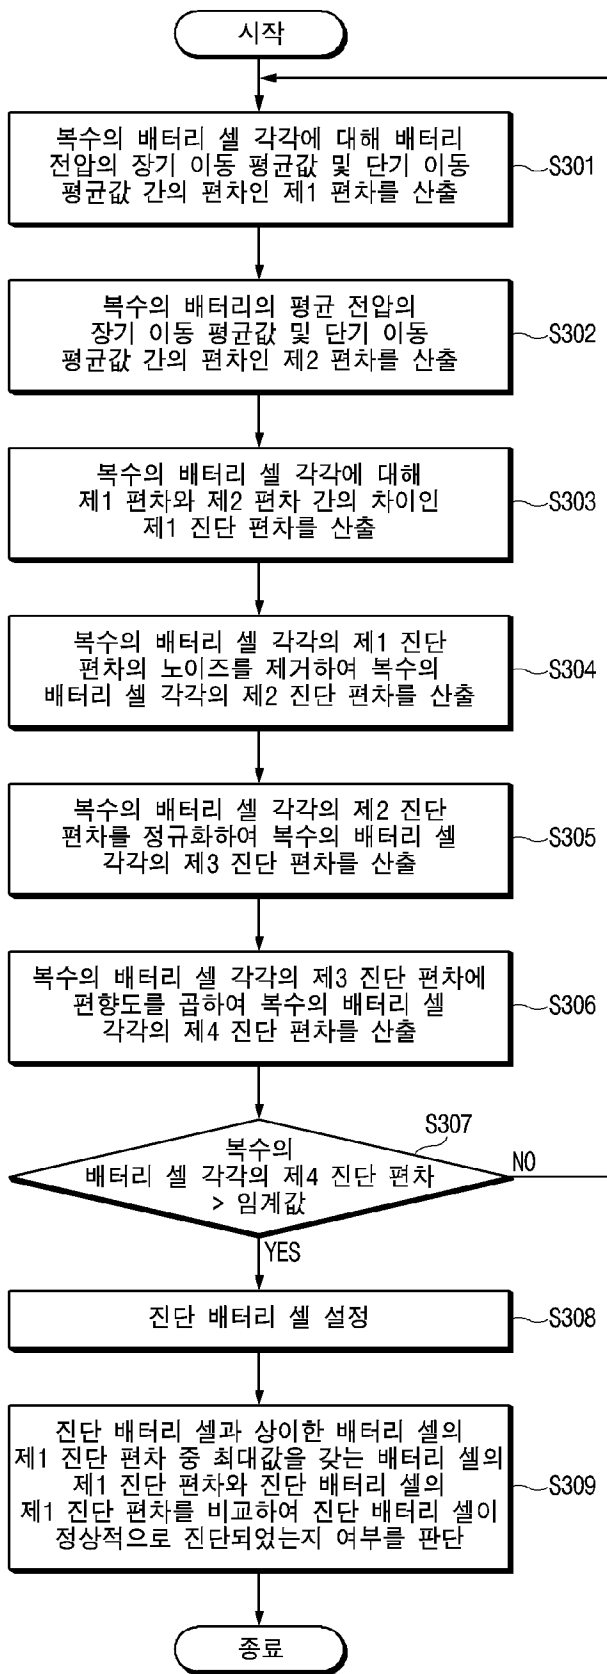 시작
복수의 배터리 셀 각각에 대해 배터리
전압의 장기 이동 평균값 및 단기 이동
평균값 간의 편차인 제1 편차를 산출
S301
복수의 배터리의 평균 전압의
장기 이동 평균값 및 단기 이동
평균값 간의 편차인 제2 편차를 산출
S302
복수의 배터리 셀 각각에 대해
제1 편차와 제2 편차 간의 차이인
제1 진단 편차를 산출
S303
복수의 배터리 셀 각각의 제1 진단
편차의 노이즈를 제거하여 복수의
배터리 셀 각각의 제2 진단 편차를 산출
S304
복수의 배터리 셀 각각의 제2 진단
편차를 정규화하여 복수의 배터리 셀
각각의 제3 진단 편차를 산출
S305
복수의 배터리 셀 각각의 제3 진단 편차에
편향도를 곱하여 복수의 배터리 셀
각각의 제4 진단 편차를 산출
S306
S307
복수의
배터리 셀 각각의 제4 진단 편차
> 임계값
NO
YES
진단 배터리 셀 설정
S308
진단 배터리 셀과 상이한 배터리 셀의
제1 진단 편차 중 최대값을 갖는 배터리 셀의
제1 진단 편차와 진단 배터리 셀의
제1 진단 편차를 비교하여 진단 배터리 셀이
정상적으로 진단되었는지 여부를 판단
S309
종료